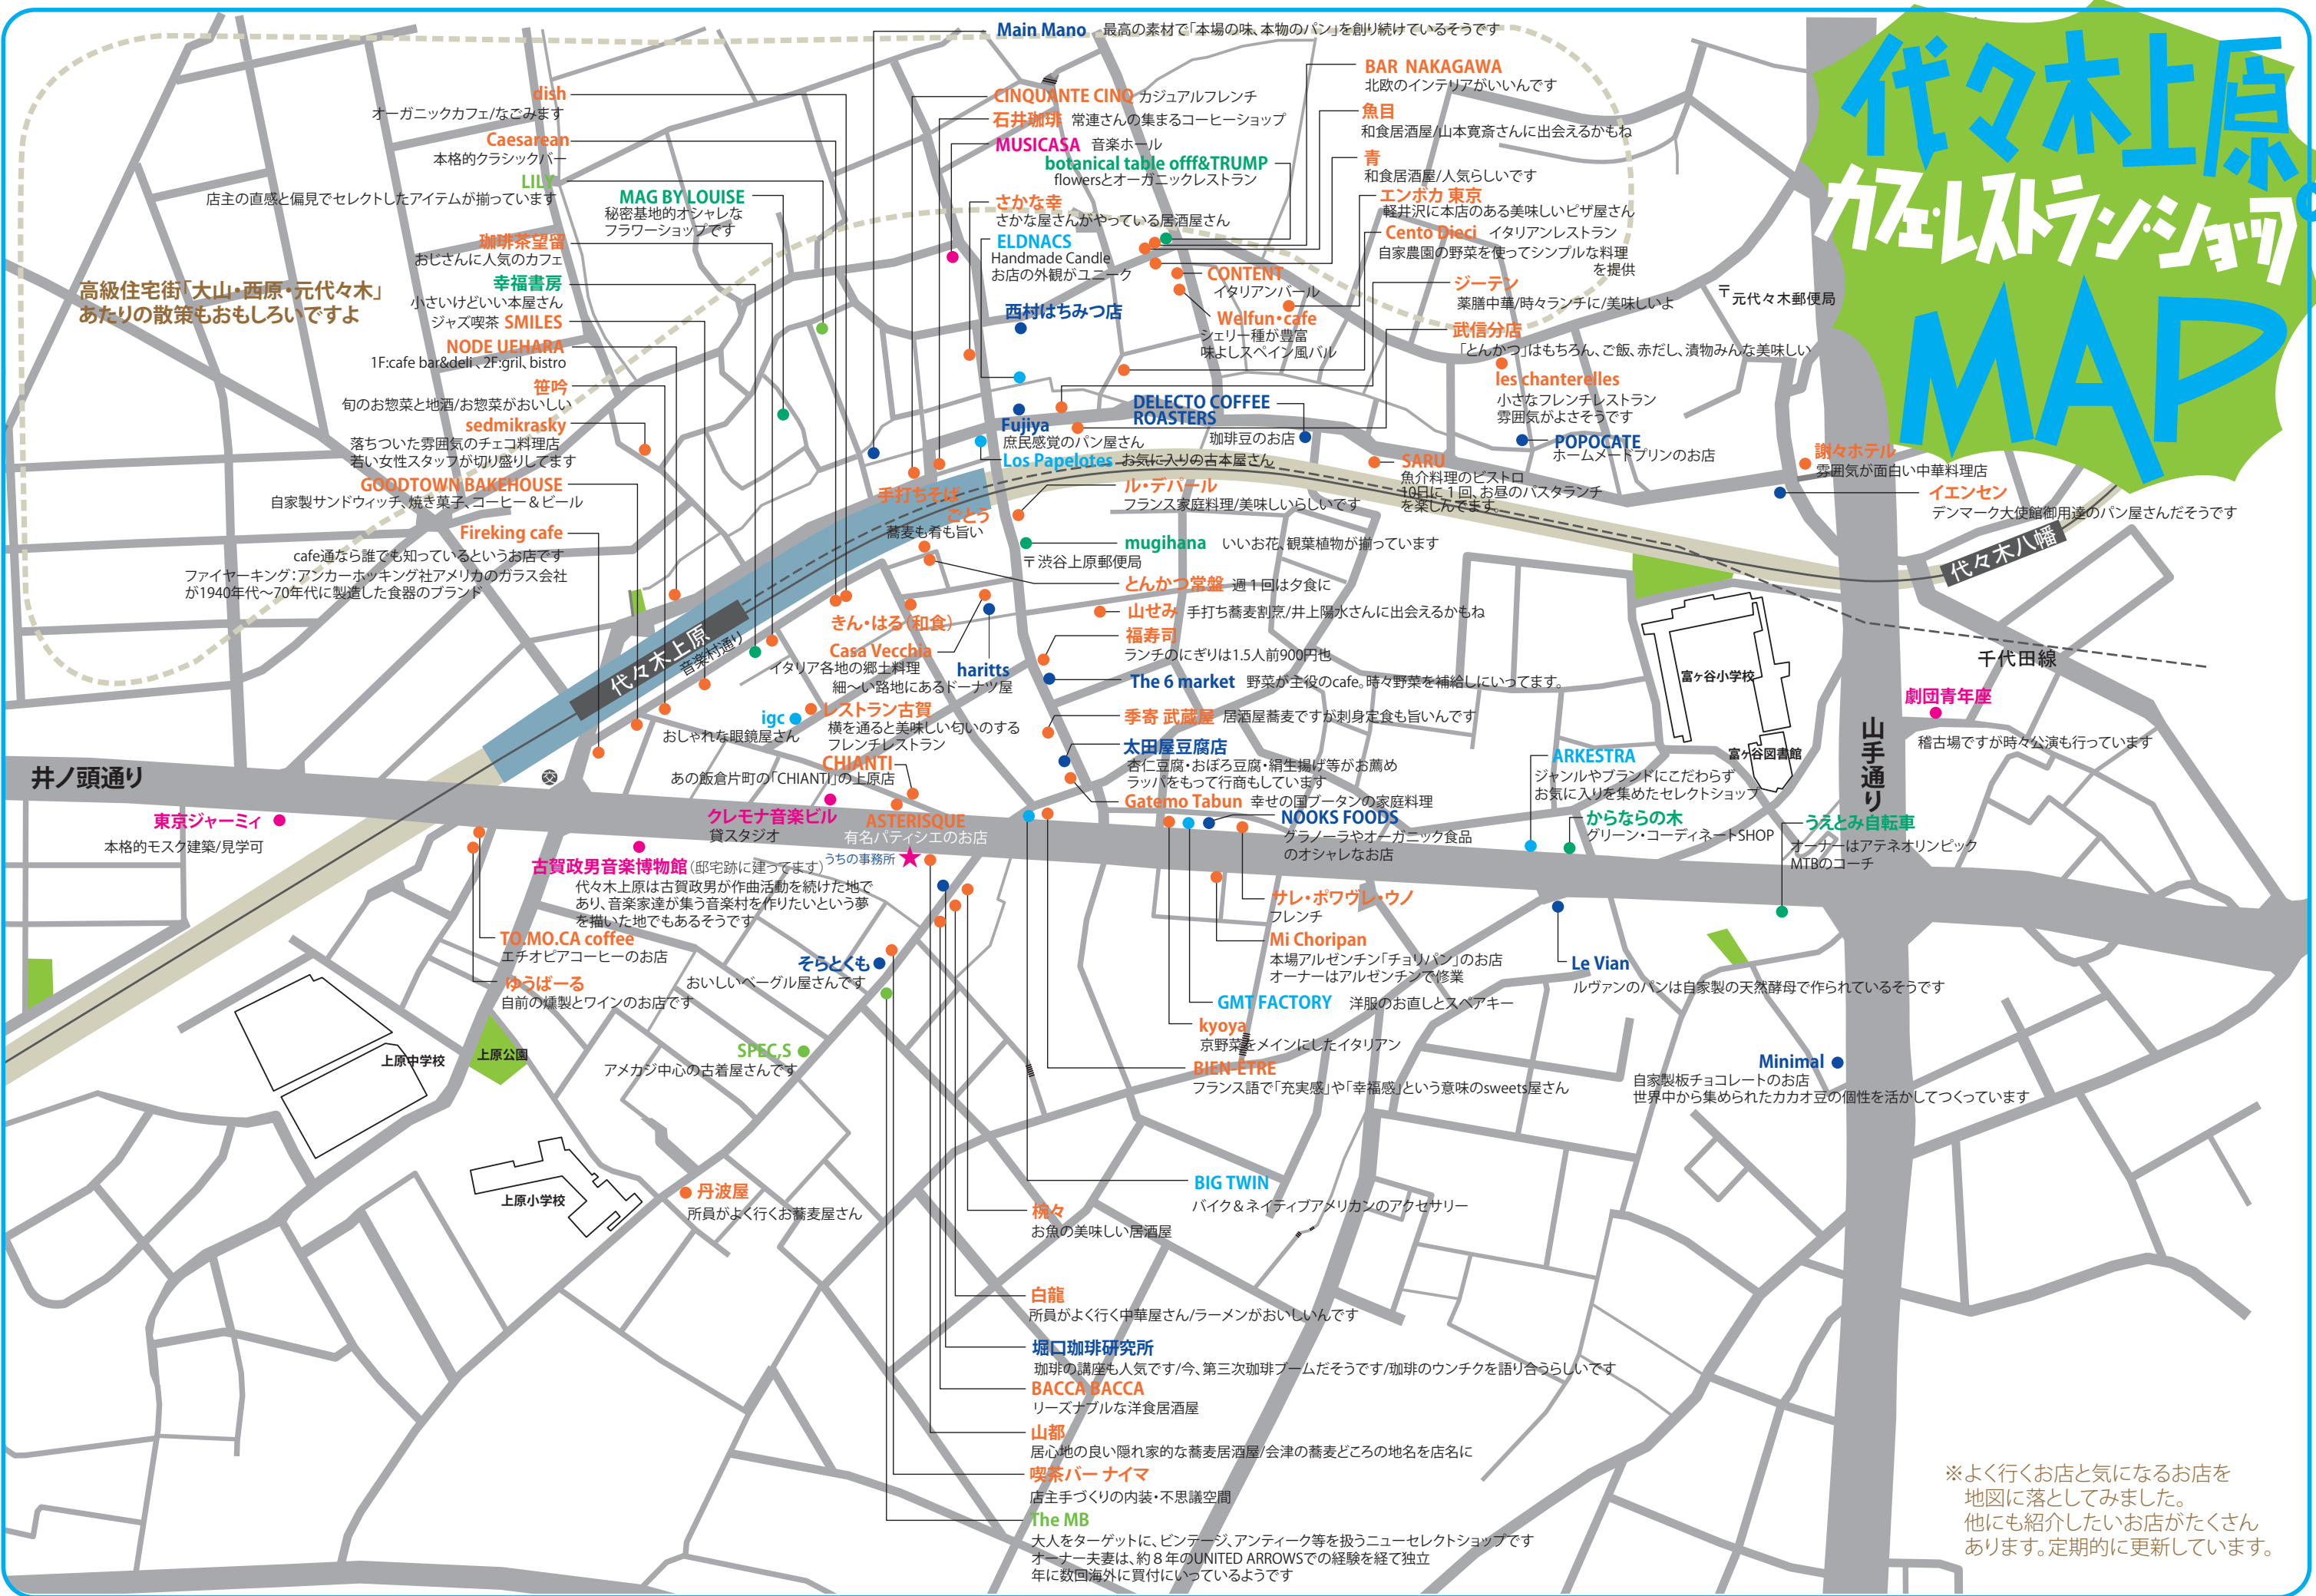 代々木上原の
カフェ・レストラン・ショップ
MAP
Main Mano 最高の素材で「本場の味、本物のパン」を創り続けているそうです
dish
オーガニックカフェ/なごみます
Caesarean
本格的クラシックバー
LILY
店主の直感と偏見でセレクトしたアイテムが揃っています
MAG BY LOUISE
秘密基地的オシャレな
フラワーショップです
珈琲茶望留
おじさんに人気のカフェ
幸福書房
小さいけどいい本屋さん
ジャズ喫茶 SMILES
NODE UEHARA
1F:cafe bar&deli、2F:gril、bistro
笹吟
旬のお惣菜と地酒/お惣菜がおいしい
sedmikrasky
落ちついた雰囲気のチェコ料理店
若い女性スタッフが切り盛りしてます
GOODTOWN BAKEHOUSE
自家製サンドウィッチ、焼き菓子、コーヒー＆ビール
Fireking cafe
cafe通なら誰でも知っているというお店です
ファイヤーキング：アンカーホッキング社アメリカのガラス会社
が1940年代〜70年代に製造した食器のブランド
高級住宅街「大山・西原・元代々木」
あたりの散策もおもしろいですよ
CINQUANTE CINQ カジュアルフレンチ
石井珈琲 常連さんの集まるコーヒーショップ
MUSICASA 音楽ホール
botanical table offf&TRUMP
flowersとオーガニックレストラン
さかな幸
さかな屋さんがやっている居酒屋さん
ELDNACS
Handmade Candle
お店の外観がユニーク
西村はちみつ店
BAR NAKAGAWA
北欧のインテリアがいいんです
魚目
和食居酒屋/山本寛斎さんに出会えるかもね
青
和食居酒屋/人気らしいです
エンボカ 東京
軽井沢に本店のある美味しいピザ屋さん
Cento Dieci イタリアンレストラン
自家農園の野菜を使ってシンプルな料理
を提供
CONTENT
イタリアンバール
Welfun・cafe
シェリー種が豊富
味よしスペイン風バル
ジーテン
薬膳中華/時々ランチに/美味しいよ
武信分店
「とんかつ」はもちろん、ご飯、赤だし、漬物みんな美味しい
les chanterelles
小さなフレンチレストラン
雰囲気がよさそうです
〒元代々木郵便局
DELECTO COFFEE
ROASTERS
珈琲豆のお店
Fujiya
庶民感覚のパン屋さん
Los Papelotes お気に入りの古本屋さん
POPOCATE
ホームメードプリンのお店
SARU
魚介料理のビストロ
10日に１回、お昼のパスタランチ
を楽しんでます。
謝々ホテル
雰囲気が面白い中華料理店
イエンセン
デンマーク大使館御用達のパン屋さんだそうです
代々木八幡
手打ちそば
ごとう
蕎麦も肴も旨い
ル・デパール
フランス家庭料理/美味しいらしいです
mugihana いいお花、観葉植物が揃っています
〒渋谷上原郵便局
とんかつ常盤 週１回は夕食に
山せみ 手打ち蕎麦割烹/井上陽水さんに出会えるかもね
福寿司
ランチのにぎりは1.5人前900円也
The 6 market 野菜が主役のcafe。時々野菜を補給しにいってます。
季寄 武蔵屋 居酒屋蕎麦ですが刺身定食も旨いんです
太田屋豆腐店
杏仁豆腐・おぼろ豆腐・絹生揚げ等がお薦め
ラッパをもって行商もしています
Gatemo Tabun 幸せの国ブータンの家庭料理
きん・はる（和食）
Casa Vecchia
イタリア各地の郷土料理
haritts
細〜い路地にあるドーナツ屋
代々木上原
音楽村通り
igc
おしゃれな眼鏡屋さん
レストラン古賀
横を通ると美味しい匂いのする
フレンチレストラン
CHIANTI
あの飯倉片町の「CHIANTI」の上原店
富ヶ谷小学校
富ヶ谷図書館
千代田線
山手通り
劇団青年座
稽古場ですが時々公演も行っています
井ノ頭通り
交
東京ジャーミィ
本格的モスク建築/見学可
クレモナ音楽ビル
貸スタジオ
ASTERISQUE
有名パティシエのお店
うちの事務所
古賀政男音楽博物館（邸宅跡に建ってます）
代々木上原は古賀政男が作曲活動を続けた地で
あり、音楽家達が集う音楽村を作りたいという夢
を描いた地でもあるそうです
NOOKS FOODS
グラノーラやオーガニック食品
のオシャレなお店
ARKESTRA
ジャンルやブランドにこだわらず
お気に入りを集めたセレクトショップ
からならの木
グリーン・コーディネートSHOP
うえとみ自転車
オーナーはアテネオリンピック
MTBのコーチ
TO.MO.CA coffee
エチオピアコーヒーのお店
ゆうばーる
自前の燻製とワインのお店です
そらとくも
おいしいベーグル屋さんです
サレ・ポワヴレ・ウノ
フレンチ
Mi Choripan
本場アルゼンチン「チョリパン」のお店
オーナーはアルゼンチンで修業
GMT FACTORY 洋服のお直しとスペアキー
kyoya
京野菜をメインにしたイタリアン
BIEN-ÊTRE
フランス語で「充実感」や「幸福感」という意味のsweets屋さん
Le Vian
ルヴァンのパンは自家製の天然酵母で作られているそうです
Minimal
自家製板チョコレートのお店
世界中から集められたカカオ豆の個性を活かしてつくっています
上原中学校
上原公園
SPEC,S
アメカジ中心の古着屋さんです
上原小学校
丹波屋
所員がよく行くお蕎麦屋さん
BIG TWIN
バイク＆ネイティブアメリカンのアクセサリー
椀々
お魚の美味しい居酒屋
白龍
所員がよく行く中華屋さん/ラーメンがおいしいんです
堀口珈琲研究所
珈琲の講座も人気です/今、第三次珈琲ブームだそうです/珈琲のウンチクを語り合うらしいです
BACCA BACCA
リーズナブルな洋食居酒屋
山都
居心地の良い隠れ家的な蕎麦居酒屋/会津の蕎麦どころの地名を店名に
喫茶バー ナイマ
店主手づくりの内装・不思議空間
The MB
大人をターゲットに、ビンテージ、アンティーク等を扱うニューセレクトショップです
オーナー夫妻は、約８年のUNITED ARROWSでの経験を経て独立
年に数回海外に買付にいっているようです
※よく行くお店と気になるお店を
地図に落としてみました。
他にも紹介したいお店がたくさん
あります。定期的に更新しています。